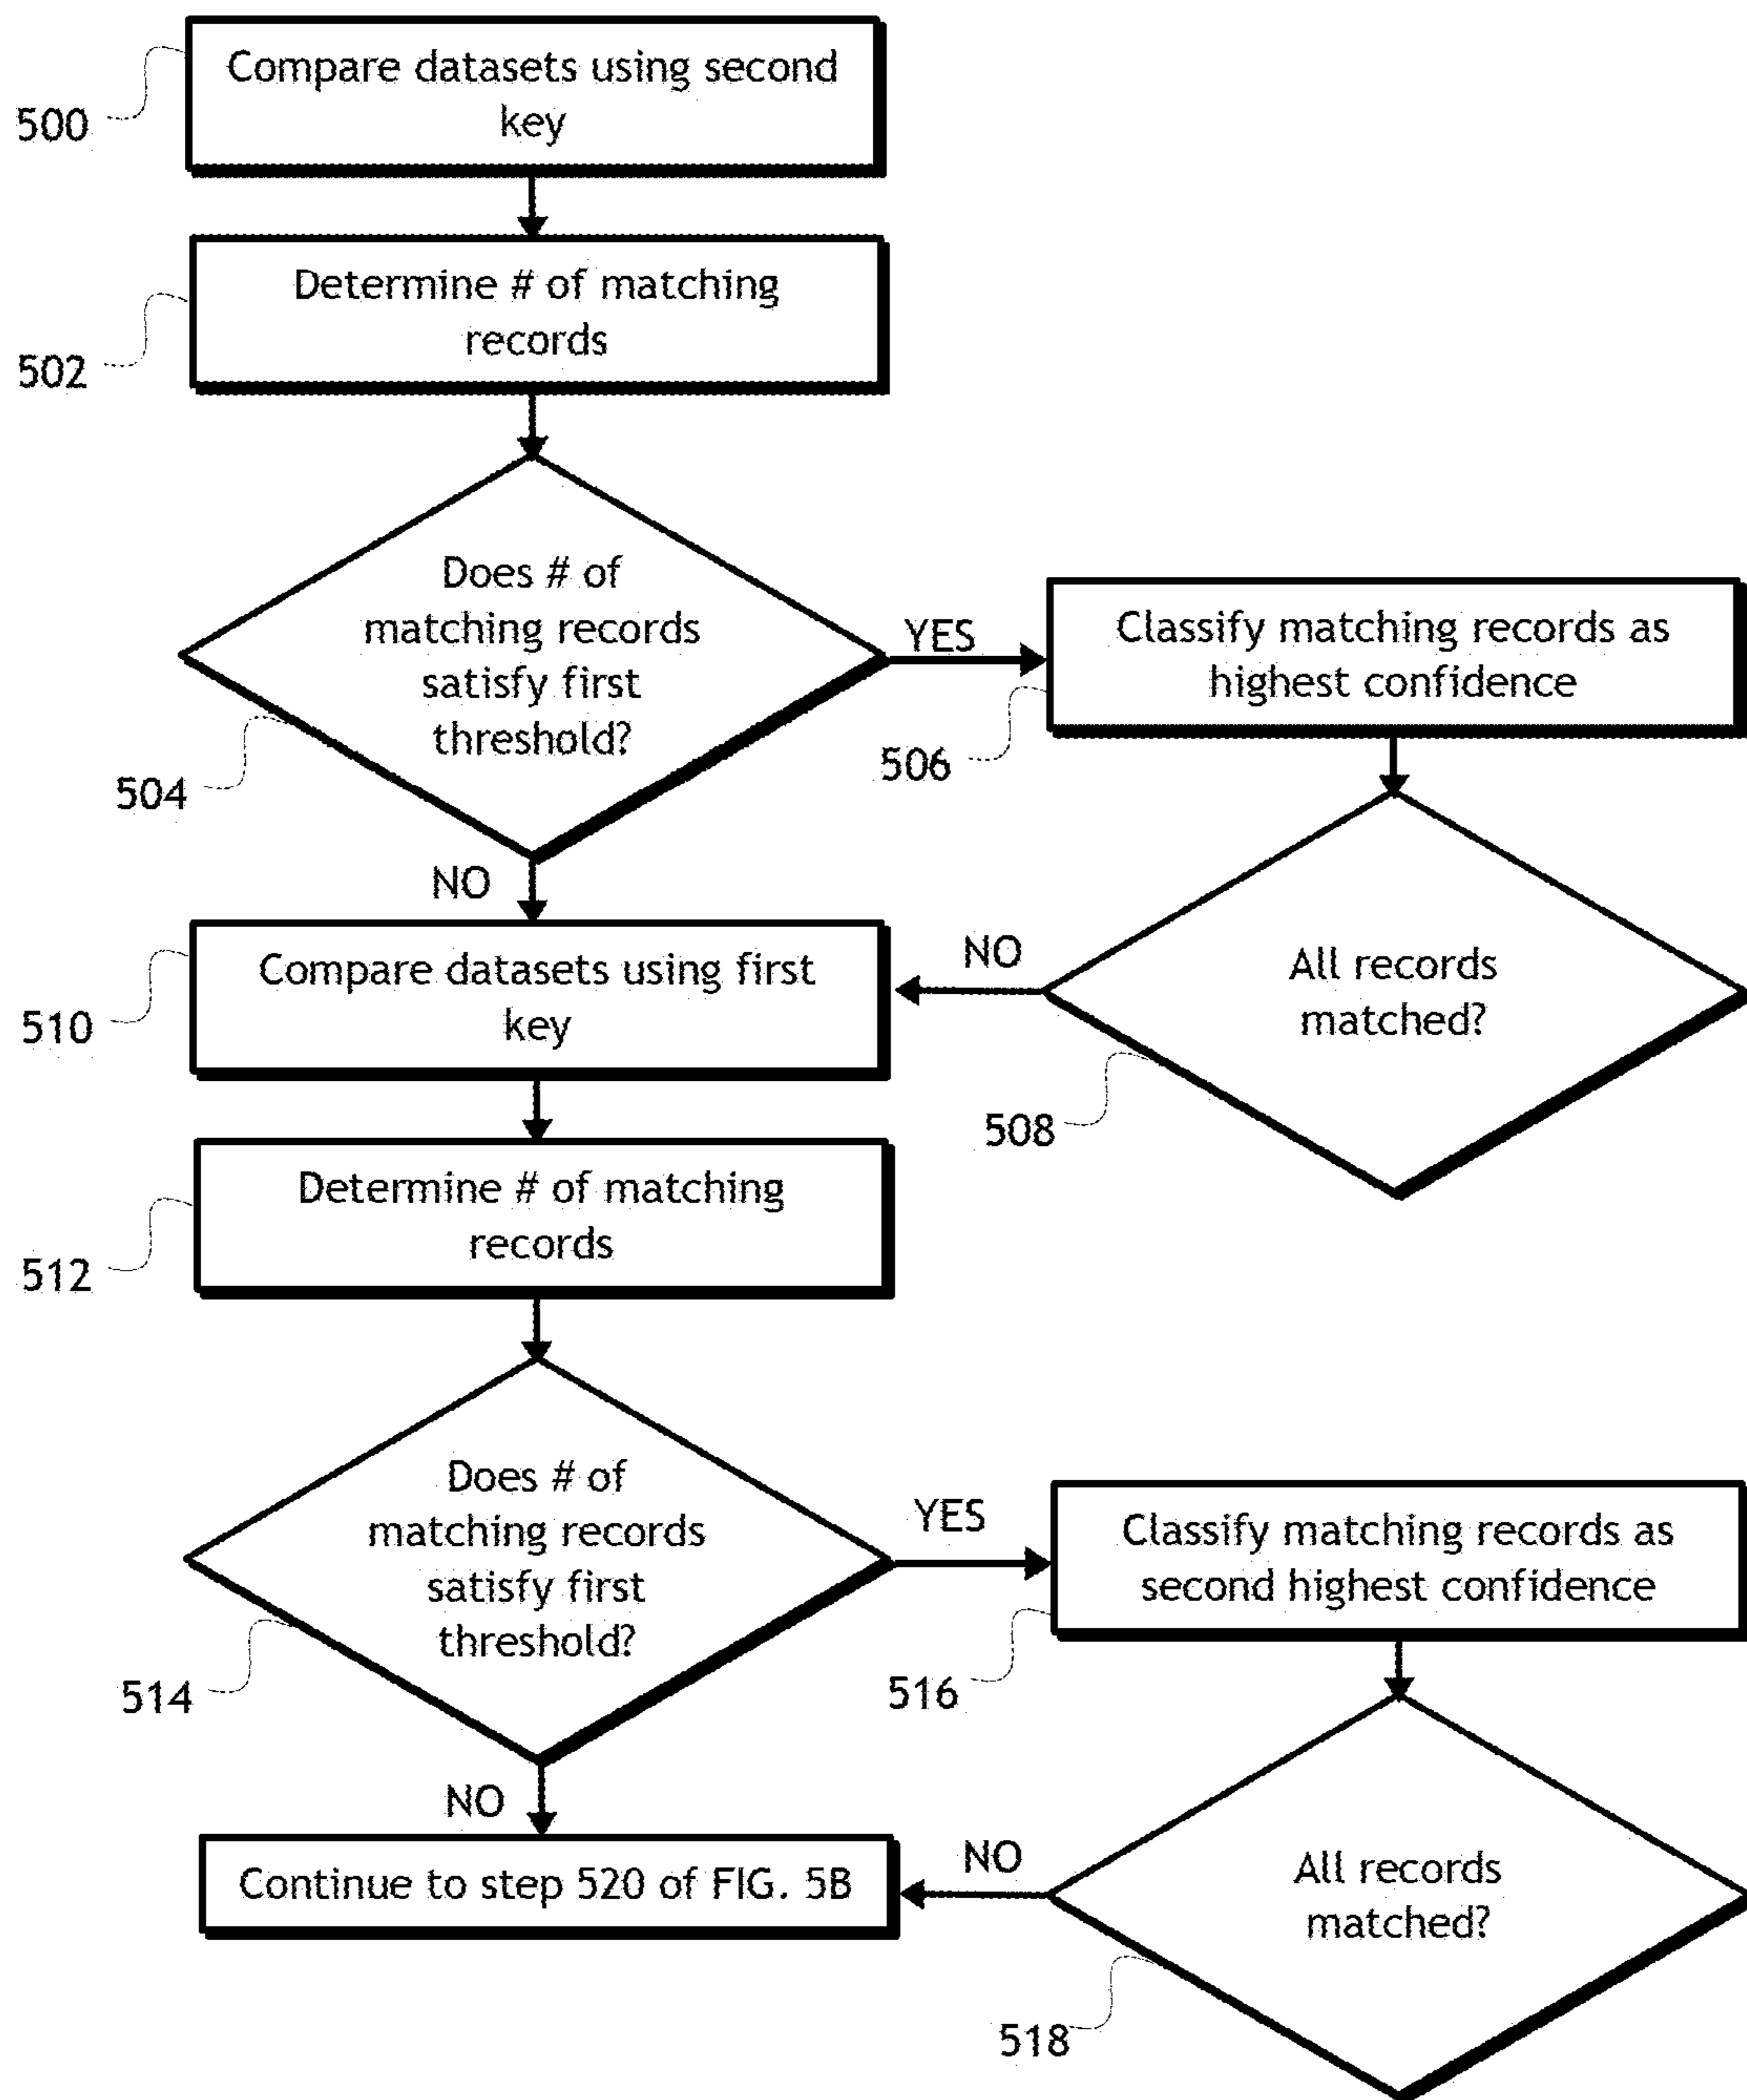 Compare datasets using second
key
500
Determine # of matching
records
502
Does # of
matching records
satisfy first
threshold?
504
YES
Classify matching records as
highest confidence
506
NO
All records
matched?
508
NO
Compare datasets using first
key
510
Determine # of matching
records
512
Does # of
matching records
satisfy first
threshold?
514
YES
Classify matching records as
second highest confidence
516
NO
All records
matched?
518
NO
Continue to step 520 of FIG. 5B